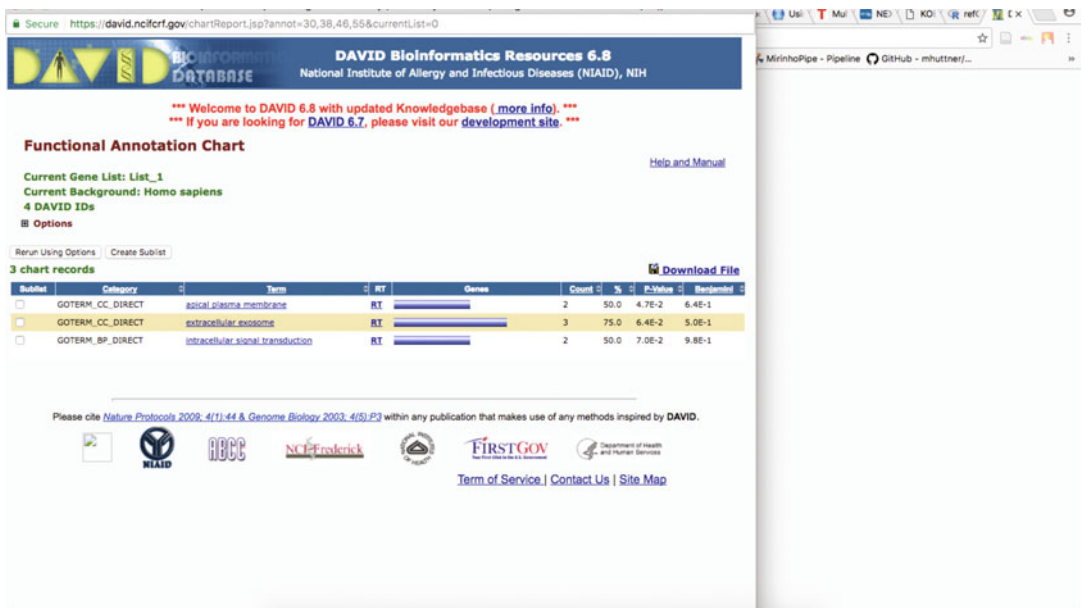 Secure https://david.ncifcrf.gov/chartReport.jsp?annot=30,38,46,55&currentList=0
DAVID BIOINFORMATICS DATABASE
DAVID Bioinformatics Resources 6.8
National Institute of Allergy and Infectious Diseases (NIAID), NIH
MirinhoPipe - Pipeline GitHub - mhuttner/... »
*** Welcome to DAVID 6.8 with updated Knowledgebase ( more info). ***
*** If you are looking for DAVID 6.7, please visit our development site. ***
Functional Annotation Chart
Help and Manual
Current Gene List: List_1
Current Background: Homo sapiens
4 DAVID IDs
Options
Rerun Using Options Create Sublist
3 chart records Download File
Sublist Category Term RT Genes Count % P-Value Benjamini
GOTERM_CC_DIRECT apical plasma membrane RT 2 50.0 4.7E-2 6.4E-1
GOTERM_CC_DIRECT extracellular exosome RT 3 75.0 6.4E-2 5.0E-1
GOTERM_BP_DIRECT intracellular signal transduction RT 2 50.0 7.0E-2 9.8E-1
Please cite Nature Protocols 2009; 4(1):44 & Genome Biology 2003; 4(5):P3 within any publication that makes use of any methods inspired by DAVID.
NIAID ABCC NCI-Frederick FIRSTGOV Department of Health and Human Services
Term of Service | Contact Us | Site Map